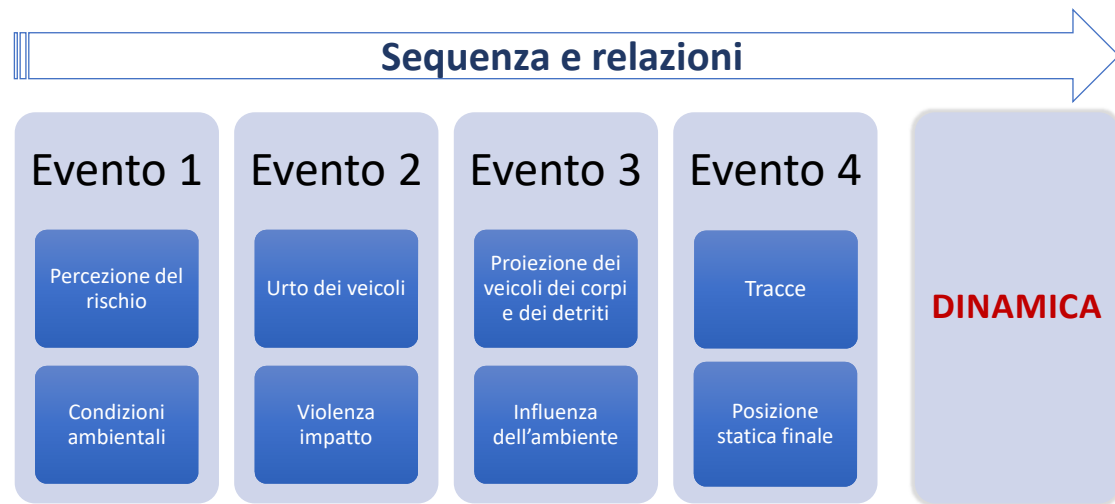 Sequenza e relazioni
Evento 1
Percezione del
rischio
Condizioni
ambientali
Evento 2
Urto dei veicoli
Violenza
impatto
Evento 3
Proiezione dei
veicoli dei corpi
e dei detriti
Influenza
dell’ambiente
Evento 4
Tracce
Posizione
statica finale
DINAMICA